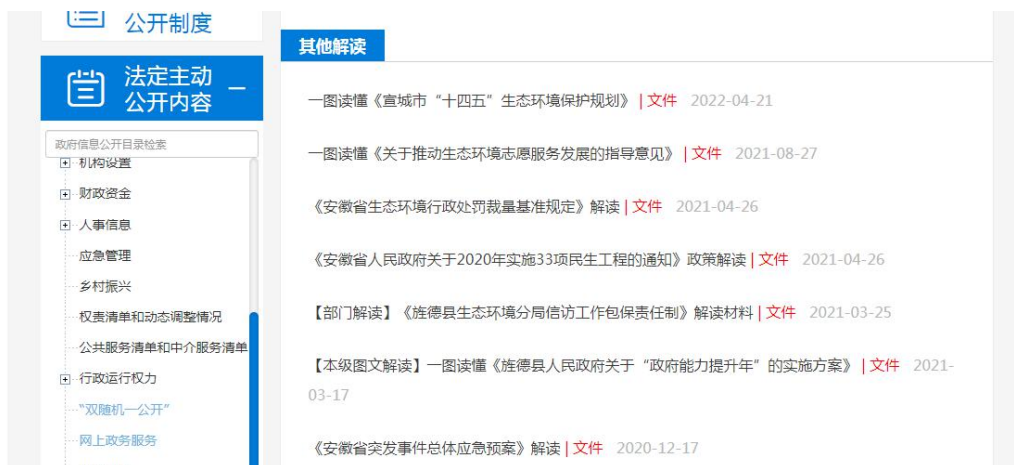 公开制度
法定主动
公开内容
政府信息公开目录检索
机构设置
财政资金
人事信息
应急管理
乡村振兴
权责清单和动态调整情况
公共服务清单和中介服务清单
行政运行权力
“双随机一公开”
网上政务服务
其他解读
一图读懂《宣城市“十四五”生态环境保护规划》 | 文件 2022-04-21
一图读懂《关于推动生态环境志愿服务发展的指导意见》 | 文件 2021-08-27
《安徽省生态环境行政处罚裁量基准规定》解读 | 文件 2021-04-26
《安徽省人民政府关于2020年实施33项民生工程的通知》政策解读 | 文件 2021-04-26
【部门解读】《旌德县生态环境分局信访工作包保责任制》解读材料 | 文件 2021-03-25
【本级图文解读】一图读懂《旌德县人民政府关于“政府能力提升年”的实施方案》 | 文件 2021-
03-17
《安徽省突发事件总体应急预案》解读 | 文件 2020-12-17